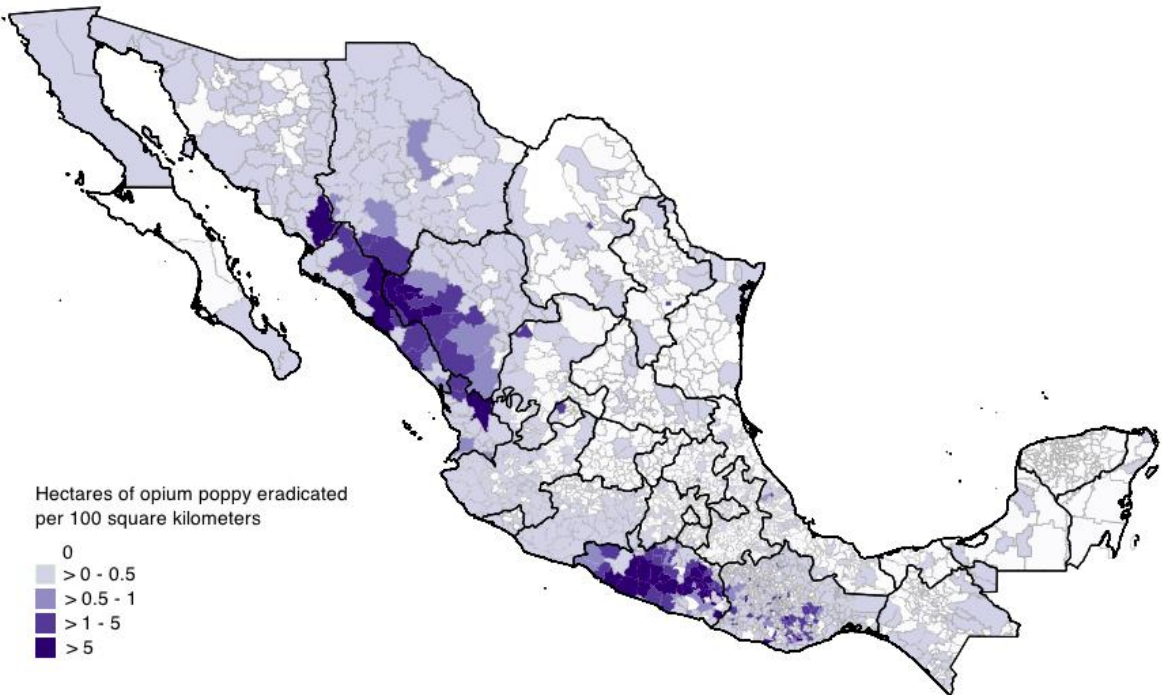 Hectares of opium poppy eradicated
per 100 square kilometers
0
> 0 - 0.5
> 0.5 - 1
> 1 - 5
> 5